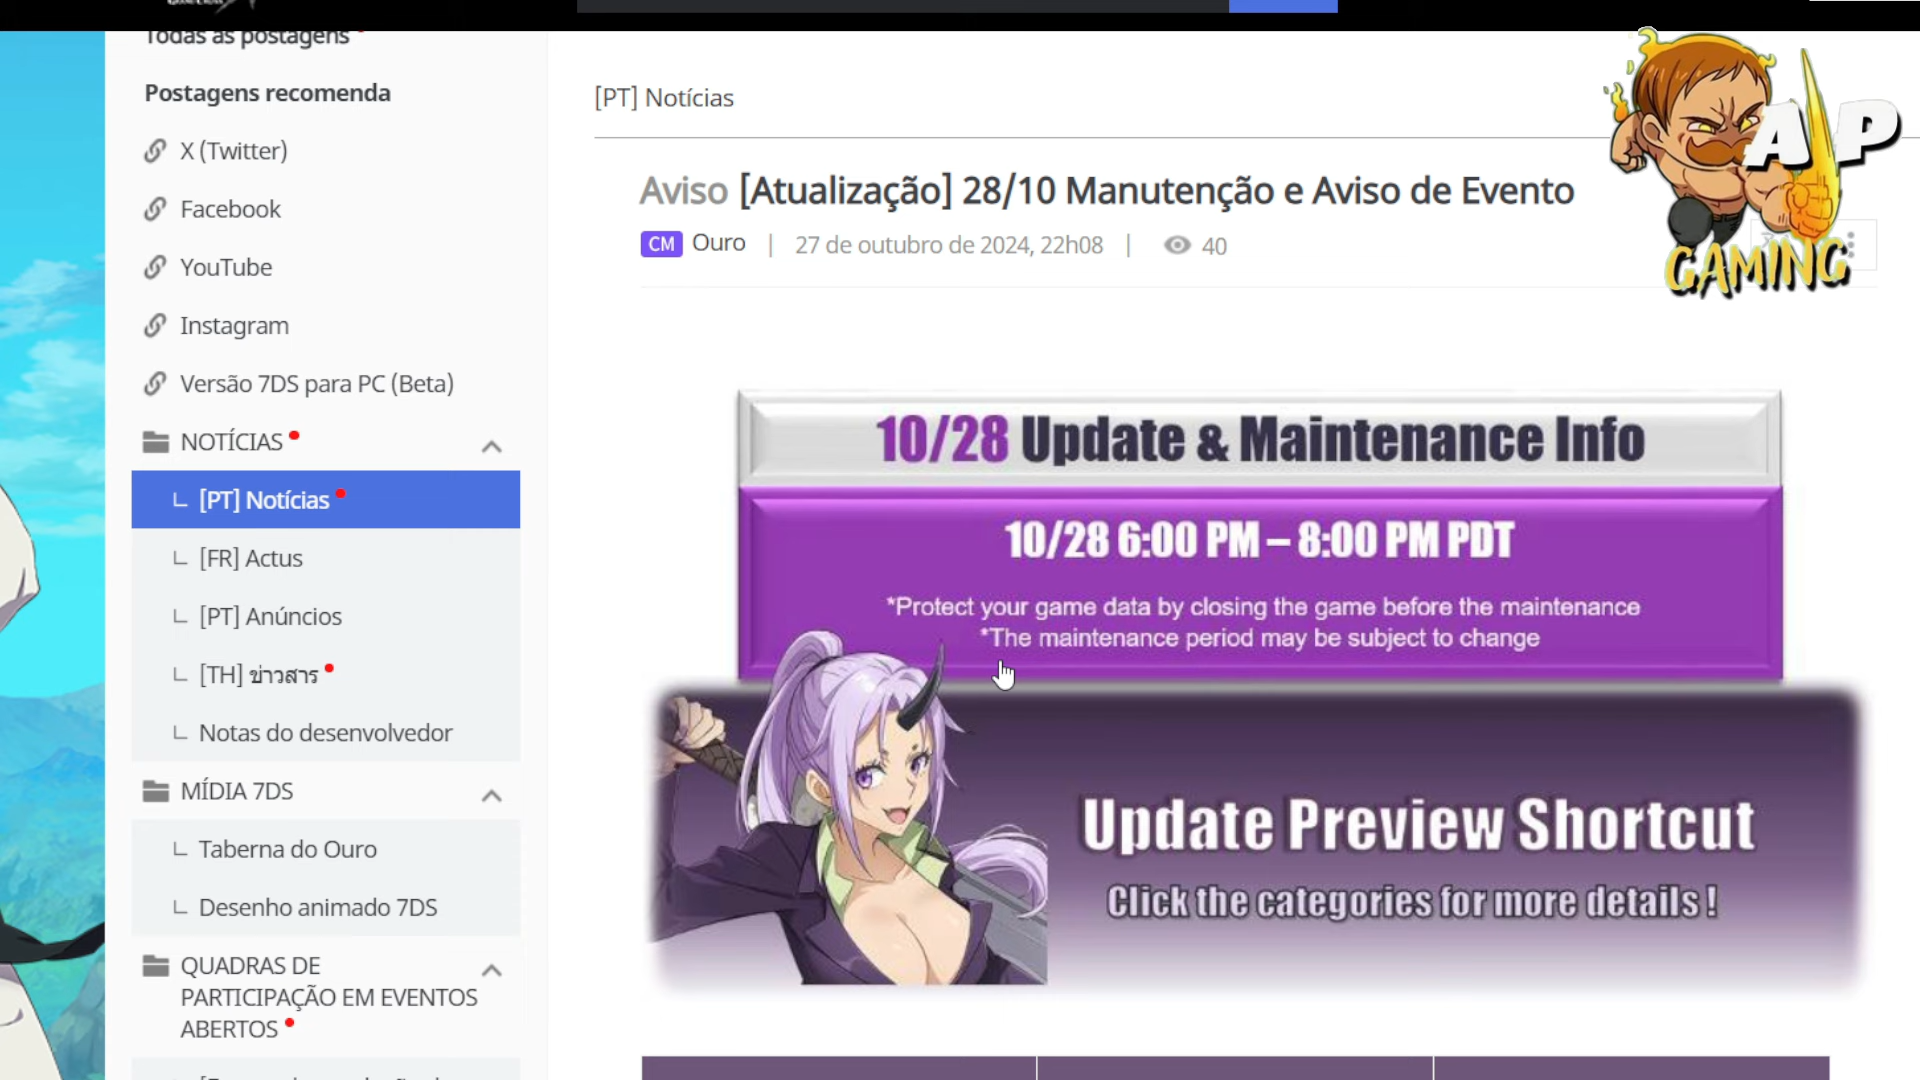 Todas as postagens
Postagens recomenda
X (Twitter)
Facebook
YouTube
Instagram
Versão 7DS para PC (Beta)
NOTÍCIAS
[PT] Notícias
[FR] Actus
[PT] Anúncios
[TH] ข่าวสาร
Notas do desenvolvedor
MÍDIA 7DS
Taberna do Ouro
Desenho animado 7DS
QUADRAS DE
PARTICIPAÇÃO EM EVENTOS
ABERTOS
[PT] Notícias
Aviso [Atualização] 28/10 Manutenção e Aviso de Evento
CM Ouro | 27 de outubro de 2024, 22h08 | 40
AP
GAMING
10/28 Update & Maintenance Info
10/28 6:00 PM – 8:00 PM PDT
*Protect your game data by closing the game before the maintenance
*The maintenance period may be subject to change
Update Preview Shortcut
Click the categories for more details !